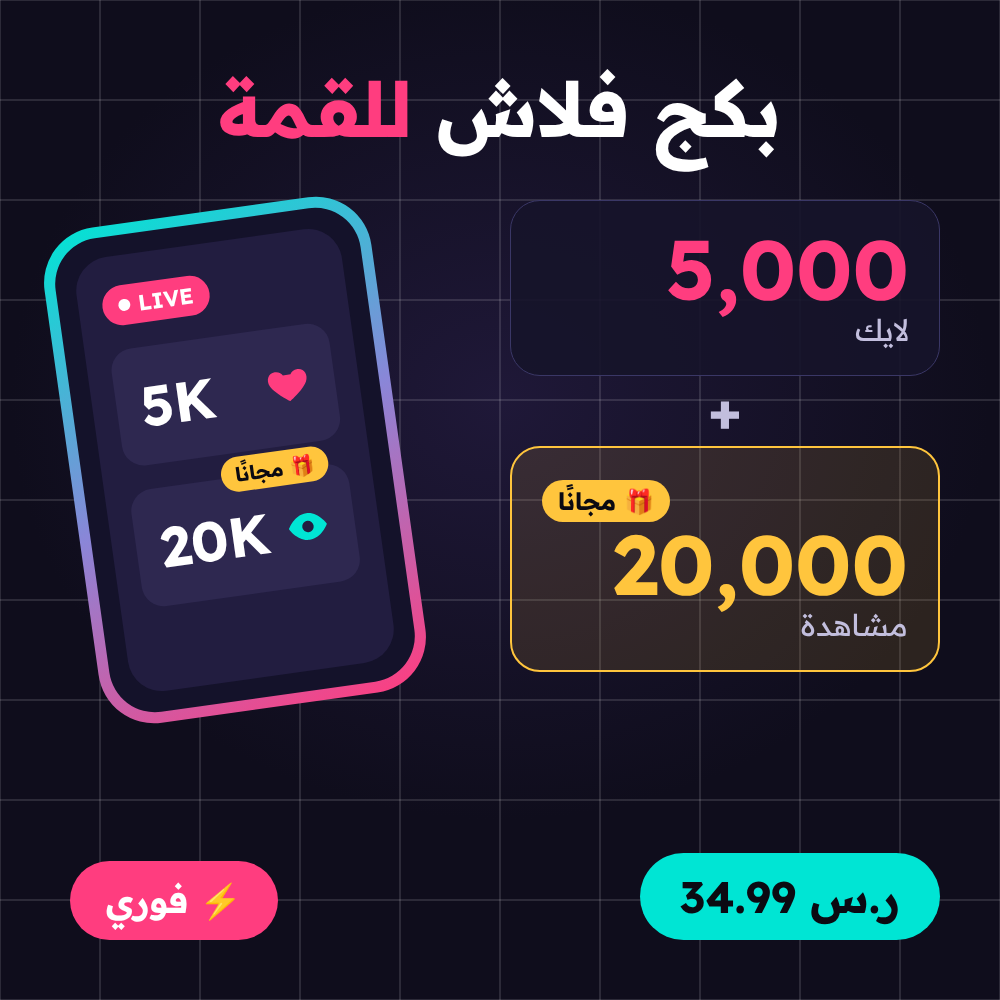 بكج فلاش للقمة
5,000
لايك
+
🎁 مجانًا
20,000
مشاهدة
LIVE
5K
🎁 مجانًا
20K
ر.س 34.99
⚡ فوري